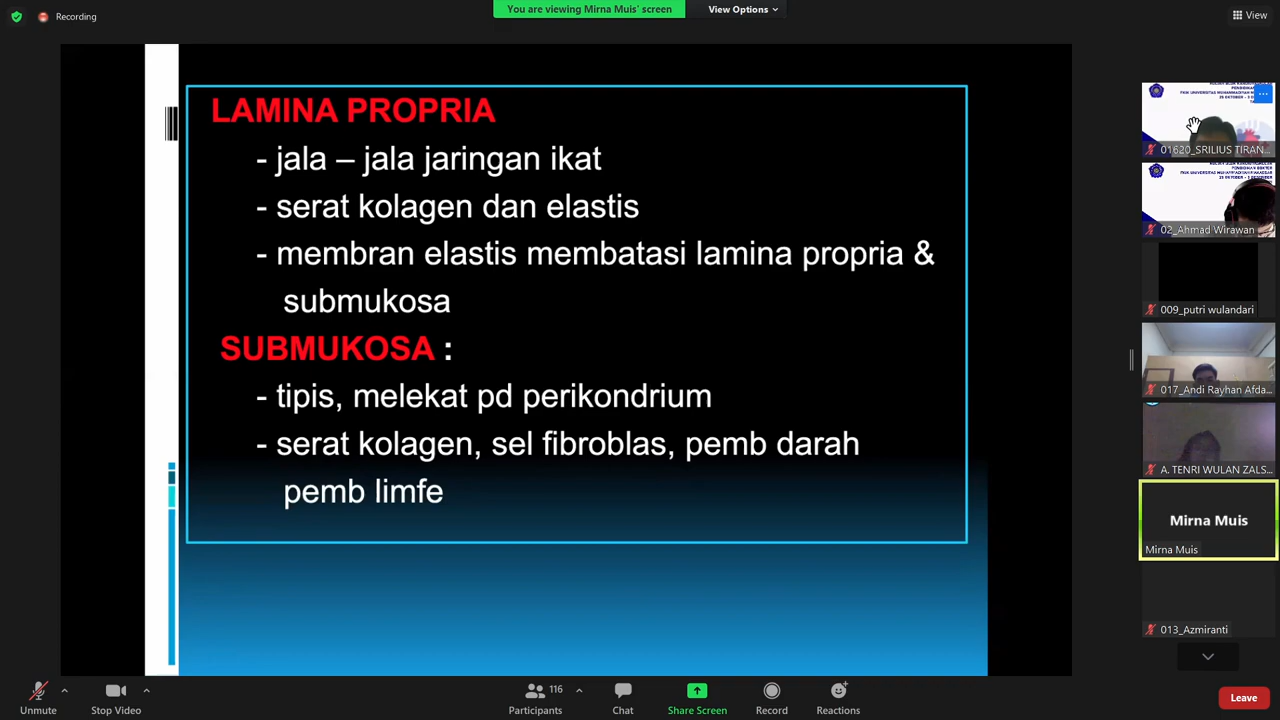 Recording
You are viewing Mirna Muis' screen
View Options
View
LAMINA PROPRIA
- jala – jala jaringan ikat
- serat kolagen dan elastis
- membran elastis membatasi lamina propria &
submukosa
SUBMUKOSA :
- tipis, melekat pd perikondrium
- serat kolagen, sel fibroblas, pemb darah
pemb limfe
01620_SRILIUS TIRAN...
02_Ahmad Wirawan
009_putri wulandari
017_Andi Rayhan Afda...
A. TENRI WULAN ZALS...
Mirna Muis
Mirna Muis
013_Azmiranti
Unmute
Stop Video
Participants
116
Chat
Share Screen
Record
Reactions
Leave